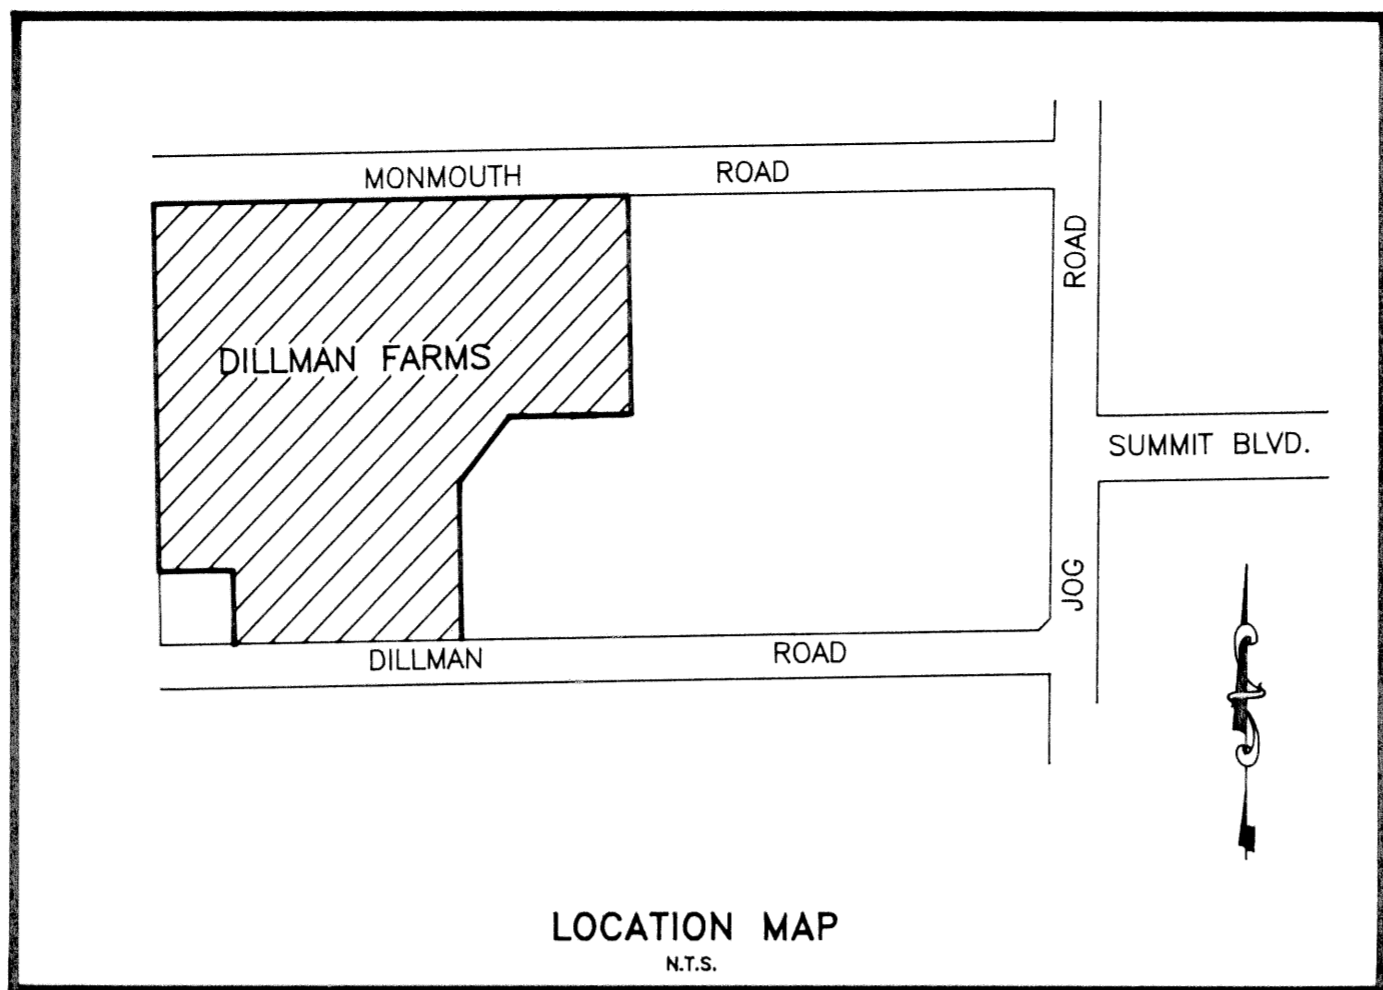 MONMOUTH ROAD
ROAD
DILLMAN FARMS
SUMMIT BLVD.
JOG
DILLMAN ROAD
LOCATION MAP
N.T.S.